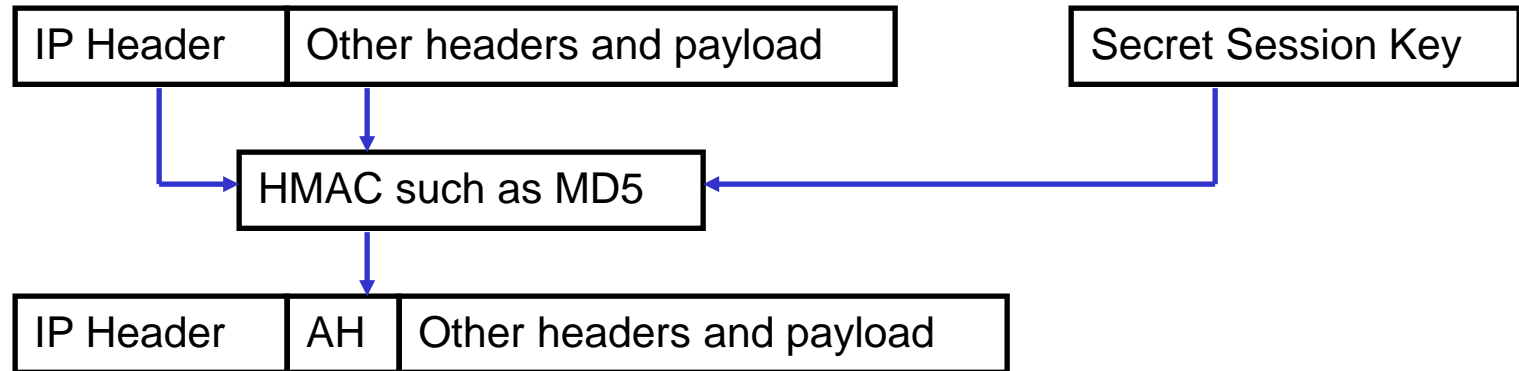 IP Header Other headers and payload Secret Session Key
HMAC such as MD5
IP Header AH Other headers and payload